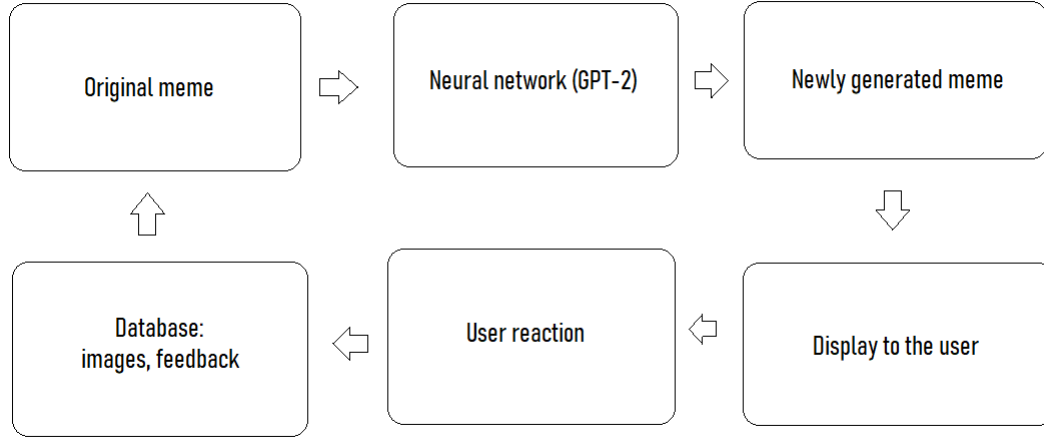 Original meme
Neural network (GPT-2)
Newly generated meme
Display to the user
User reaction
Database:
images, feedback